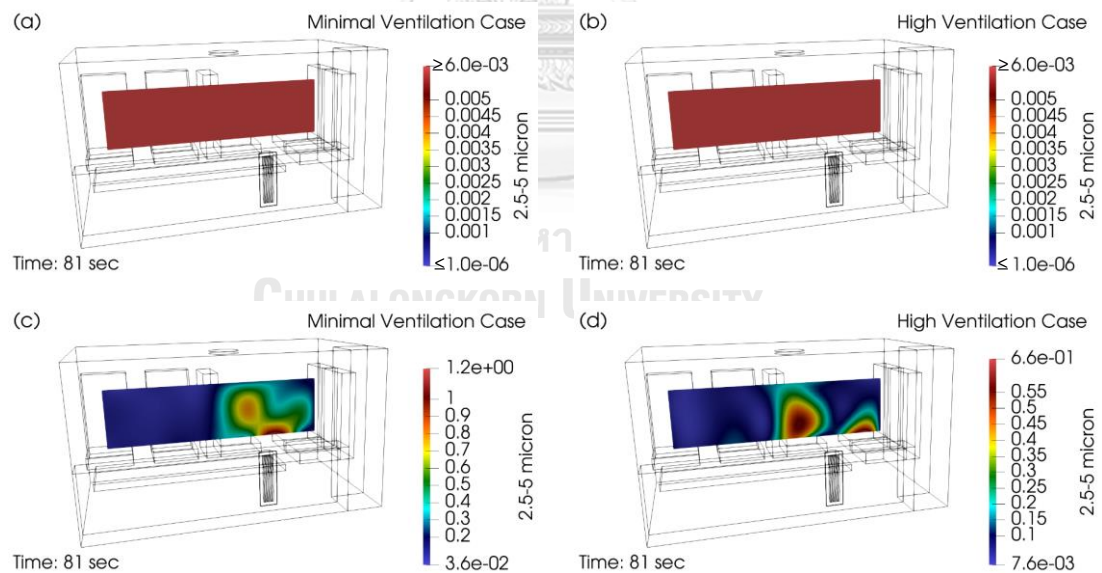 (a) Minimal Ventilation Case
≥6.0e-03
0.005
0.0045
0.004
0.0035
0.003
0.0025
0.002
0.0015
0.001
≤1.0e-06
2.5-5 micron
Time: 81 sec
(b) High Ventilation Case
≥6.0e-03
0.005
0.0045
0.004
0.0035
0.003
0.0025
0.002
0.0015
0.001
≤1.0e-06
2.5-5 micron
Time: 81 sec
CHULALONGKORN UNIVERSITY
(c) Minimal Ventilation Case
1.2e+00
1
0.9
0.8
0.7
0.6
0.5
0.4
0.3
0.2
3.6e-02
2.5-5 micron
Time: 81 sec
(d) High Ventilation Case
6.6e-01
0.55
0.5
0.45
0.4
0.35
0.3
0.25
0.2
0.15
0.1
7.6e-03
2.5-5 micron
Time: 81 sec